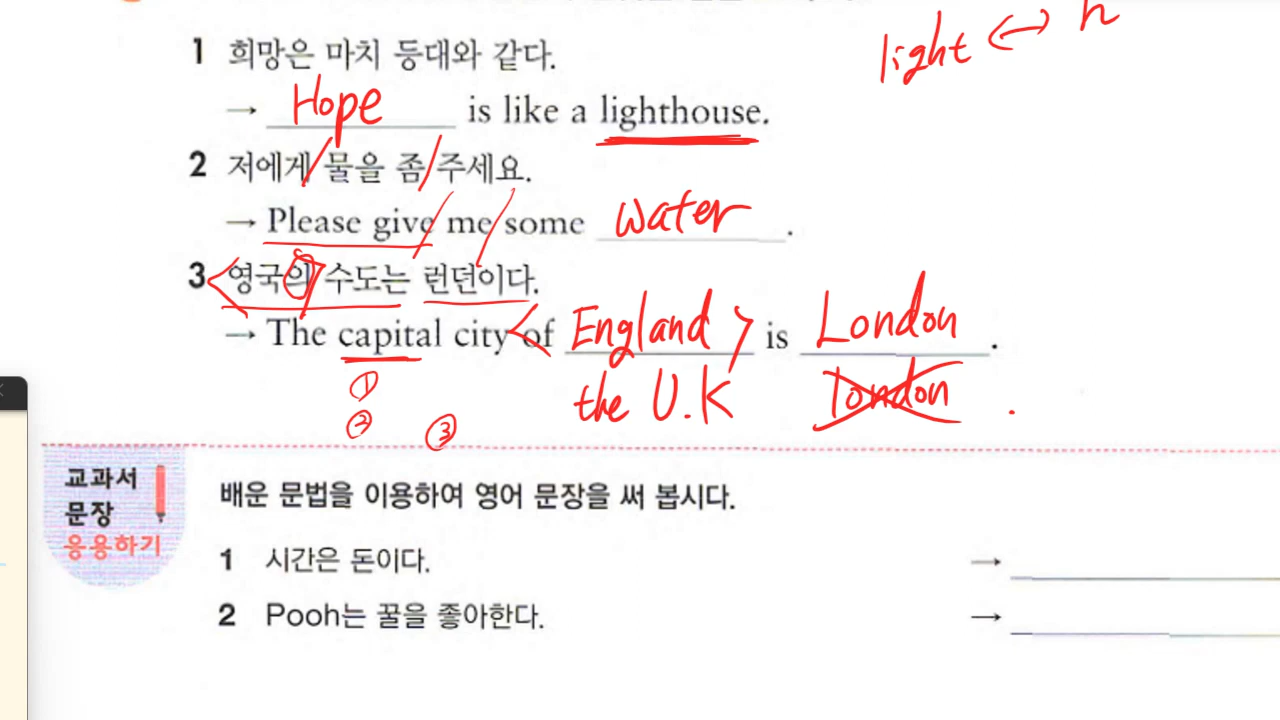 light ↔ h
1 희망은 마치 등대와 같다.
→ Hope is like a lighthouse.
2 저에게 / 물을 좀 / 주세요.
→ Please give / me / some water.
3 <영국의 / 수도는 런던이다.
→ The capital city <of England> is London.
the U.K london .
①
② ③
교과서 배운 문법을 이용하여 영어 문장을 써 봅시다.
문장
응용하기
1 시간은 돈이다. →
2 Pooh는 꿀을 좋아한다. →